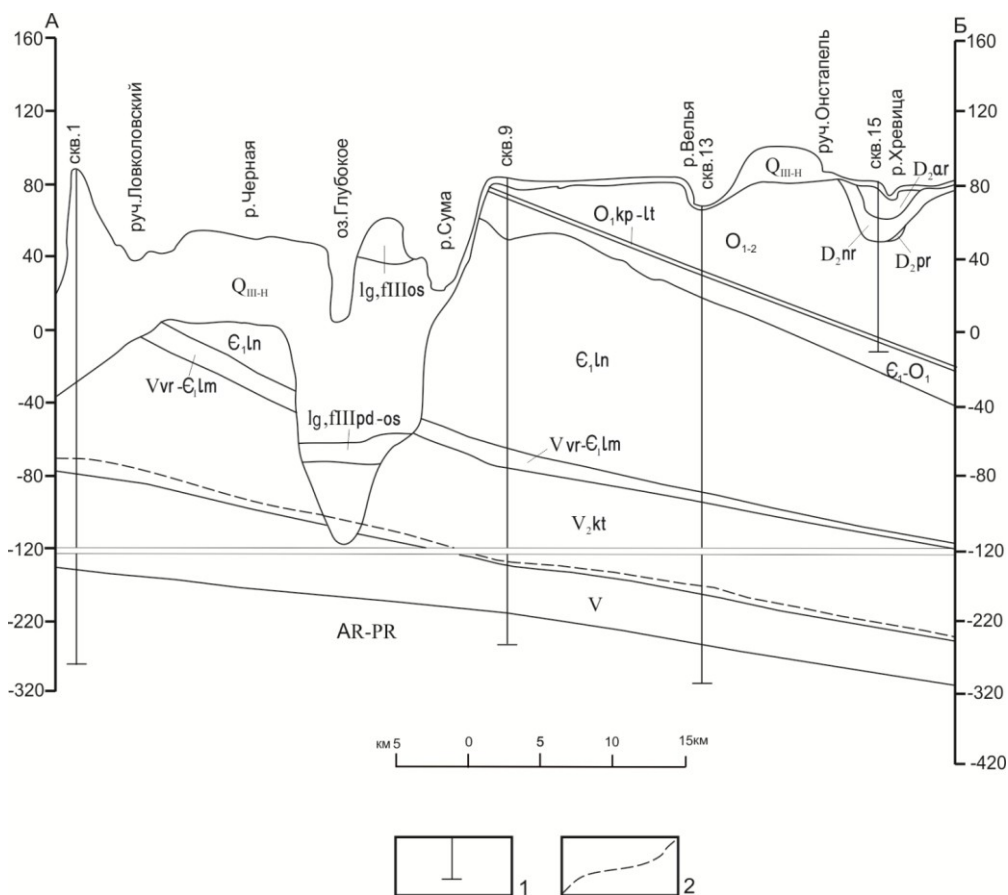 А
Б
160
120
80
40
0
-40
-80
-120
-220
-320
160
120
80
40
0
-40
-80
-120
-220
-320
-420
скв.1
руч.Ловколовский
р.Черная
оз.Глубокое
р.Сума
скв.9
р.Велья
скв.13
руч.Онстапель
скв.15
р.Хревица
QIII-H
QIII-H
lg,fIIIos
O₁kp-lt
O₁₋₂
D₂ar
D₂nr
D₂pr
Є₁ln
Vvr-Є₁lm
Є₁ln
Є₁-O₁
lg,fIIIpd-os
Vvr-Є₁lm
V₂kt
V
AR-PR
км 5 0 5 10 15км
1
2